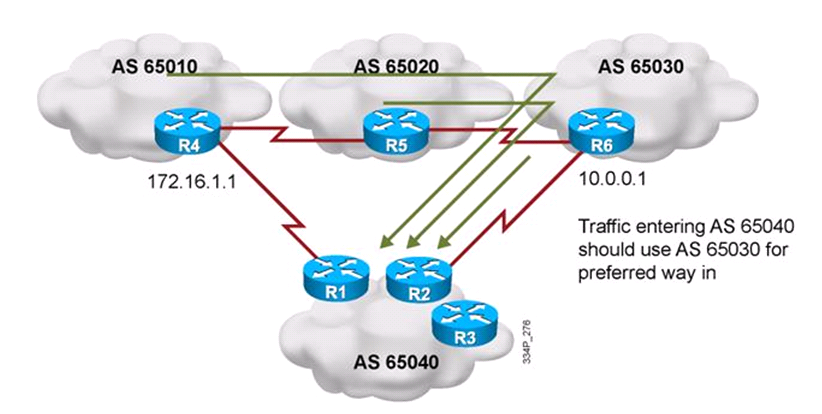 AS 65010
AS 65020
AS 65030
R4
R5
R6
172.16.1.1
10.0.0.1
Traffic entering AS 65040
should use AS 65030 for
preferred way in
R1
R2
R3
AS 65040
334P_276